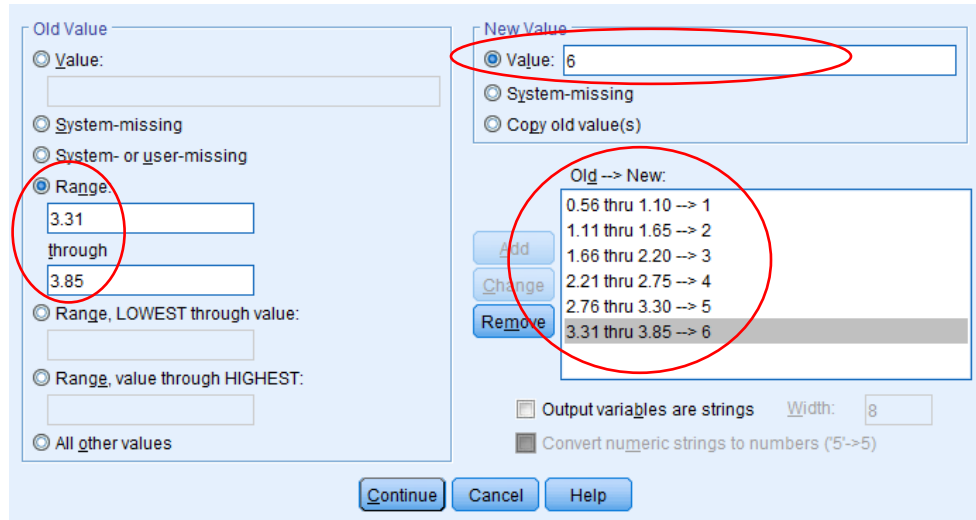 Old Value
Value:
System-missing
System- or user-missing
Range:
3.31
through
3.85
Range, LOWEST through value:
Range, value through HIGHEST:
All other values
New Value
Value: 6
System-missing
Copy old value(s)
Old --> New:
0.56 thru 1.10 --> 1
1.11 thru 1.65 --> 2
1.66 thru 2.20 --> 3
2.21 thru 2.75 --> 4
2.76 thru 3.30 --> 5
3.31 thru 3.85 --> 6
Add
Change
Remove
Output variables are strings Width: 8
Convert numeric strings to numbers ('5'->5)
Continue Cancel Help